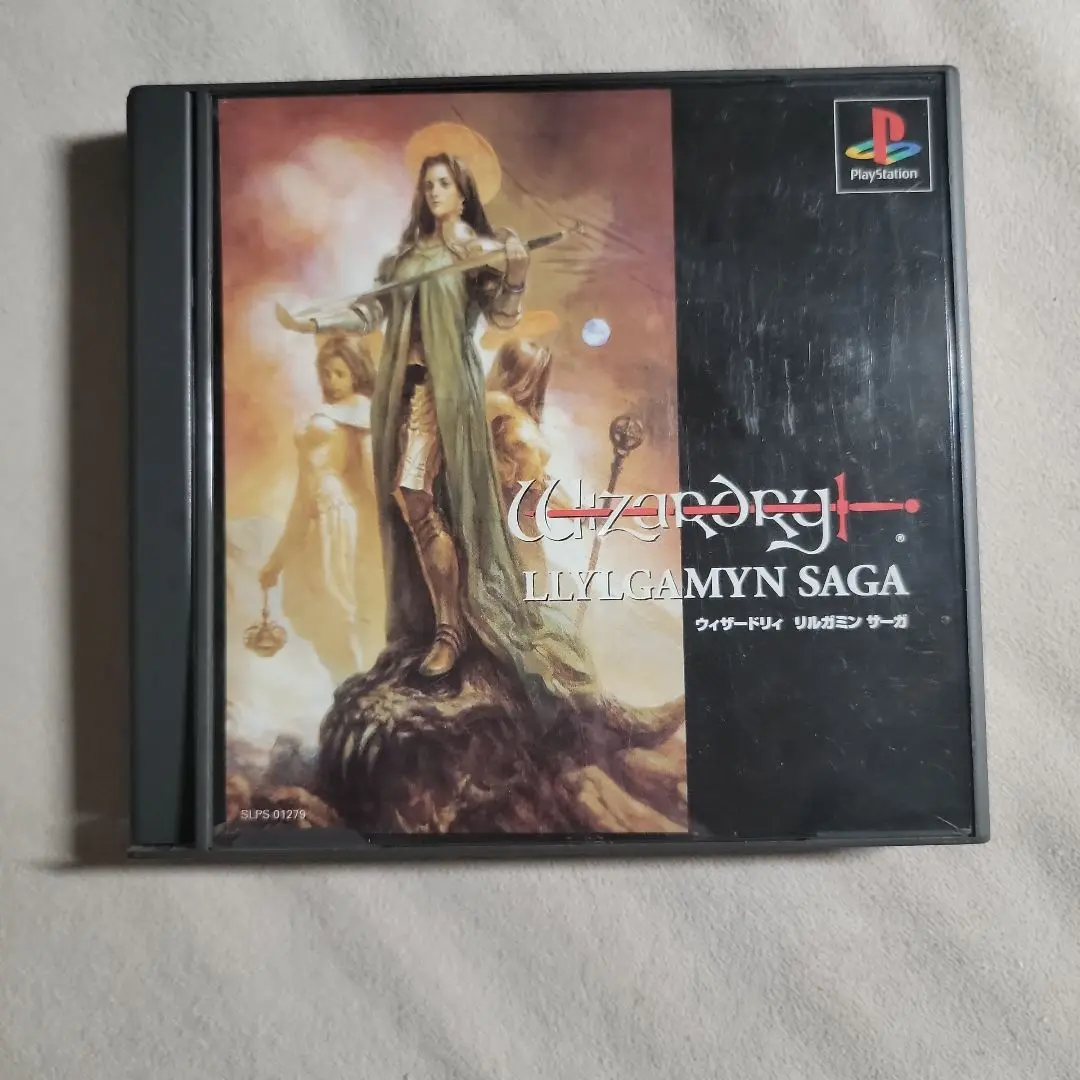 PlayStation
Wizardry
®
LLYLGAMYN SAGA
ウィザードリィ リルガミン サーガ
SLPS 01279